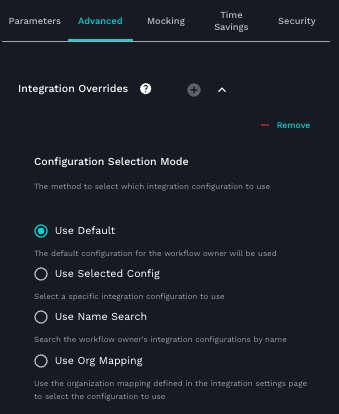 Parameters Advanced Mocking Time Savings Security
Integration Overrides ?
Remove
Configuration Selection Mode
The method to select which integration configuration to use
Use Default
The default configuration for the workflow owner will be used
Use Selected Config
Select a specific integration configuration to use
Use Name Search
Search the workflow owner's integration configurations by name
Use Org Mapping
Use the organization mapping defined in the integration settings page
to select the configuration to use